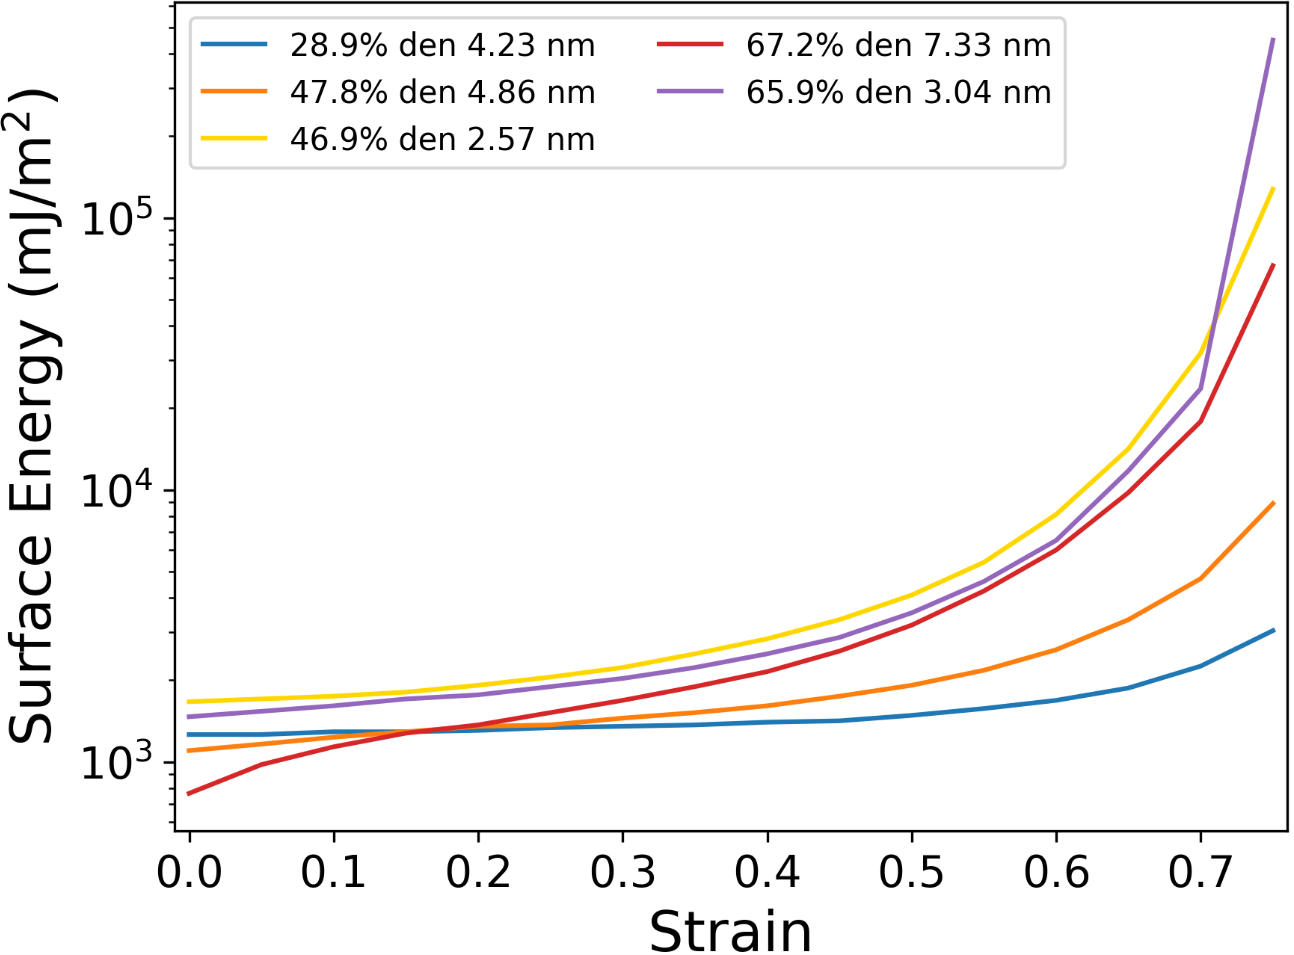 28.9% den 4.23 nm
47.8% den 4.86 nm
46.9% den 2.57 nm
67.2% den 7.33 nm
65.9% den 3.04 nm
Surface Energy (mJ/m²)
10⁵
10⁴
10³
0.0 0.1 0.2 0.3 0.4 0.5 0.6 0.7
Strain